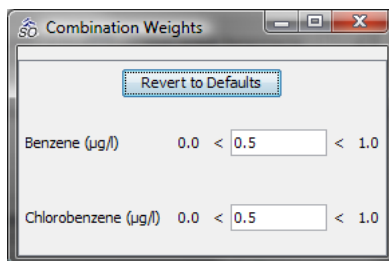 SO Combination Weights
Revert to Defaults
Benzene (µg/l) 0.0 < 0.5 < 1.0
Chlorobenzene (µg/l) 0.0 < 0.5 < 1.0